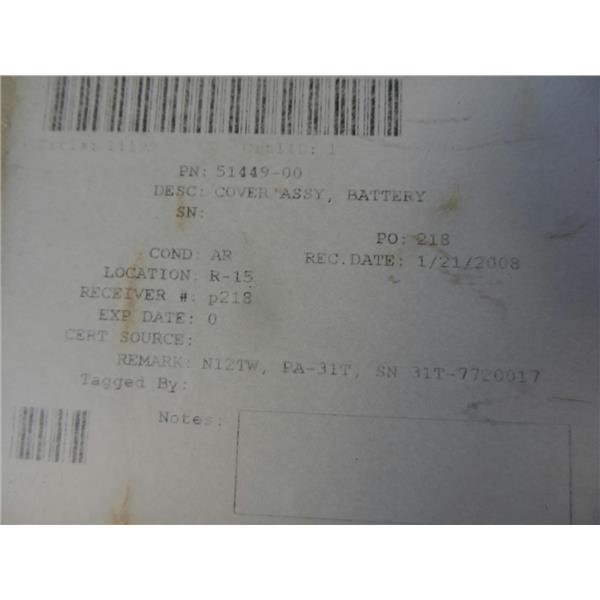 PN: 51449-00
DESC: COVER ASSY, BATTERY
SN:
PO: 218
COND: AR REC.DATE: 1/21/2008
LOCATION: R-15
RECEIVER #: p218
EXP DATE: 0
CERT SOURCE:
REMARK: N12TW, PA-31T, SN 31T-7720017
Tagged By:
Notes: